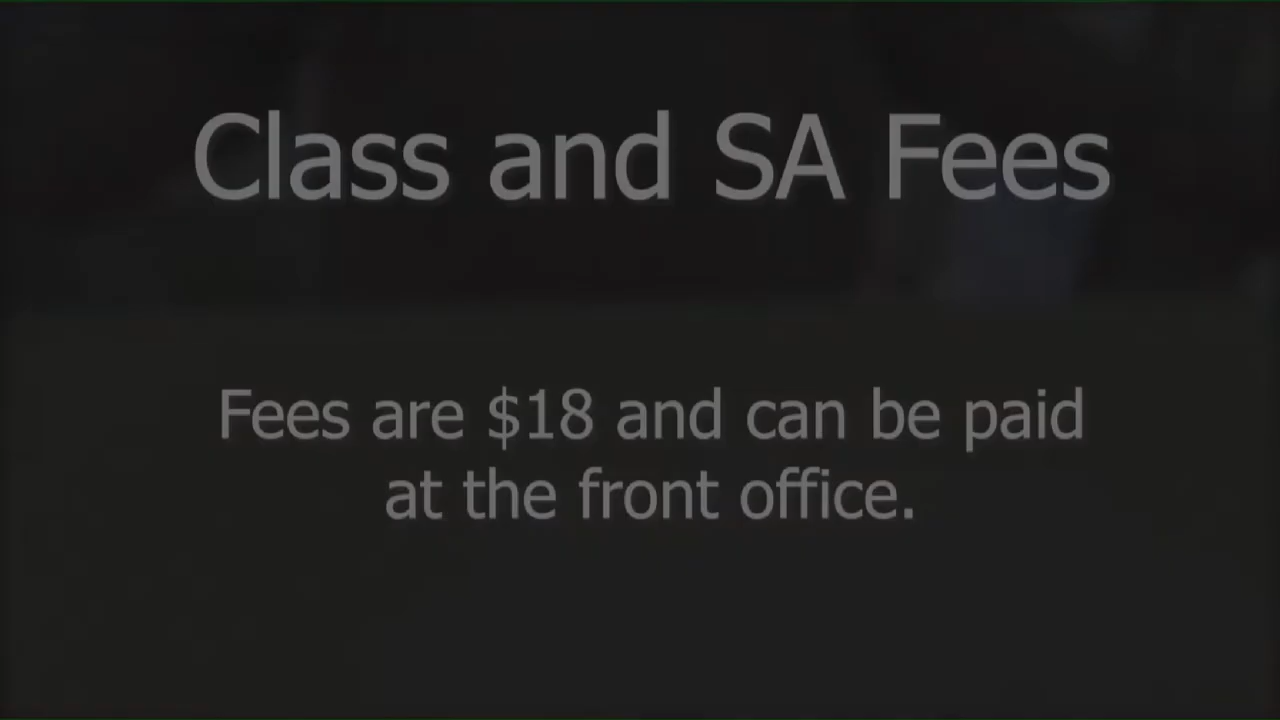 Class and SA Fees
Fees are $18 and can be paid
at the front office.